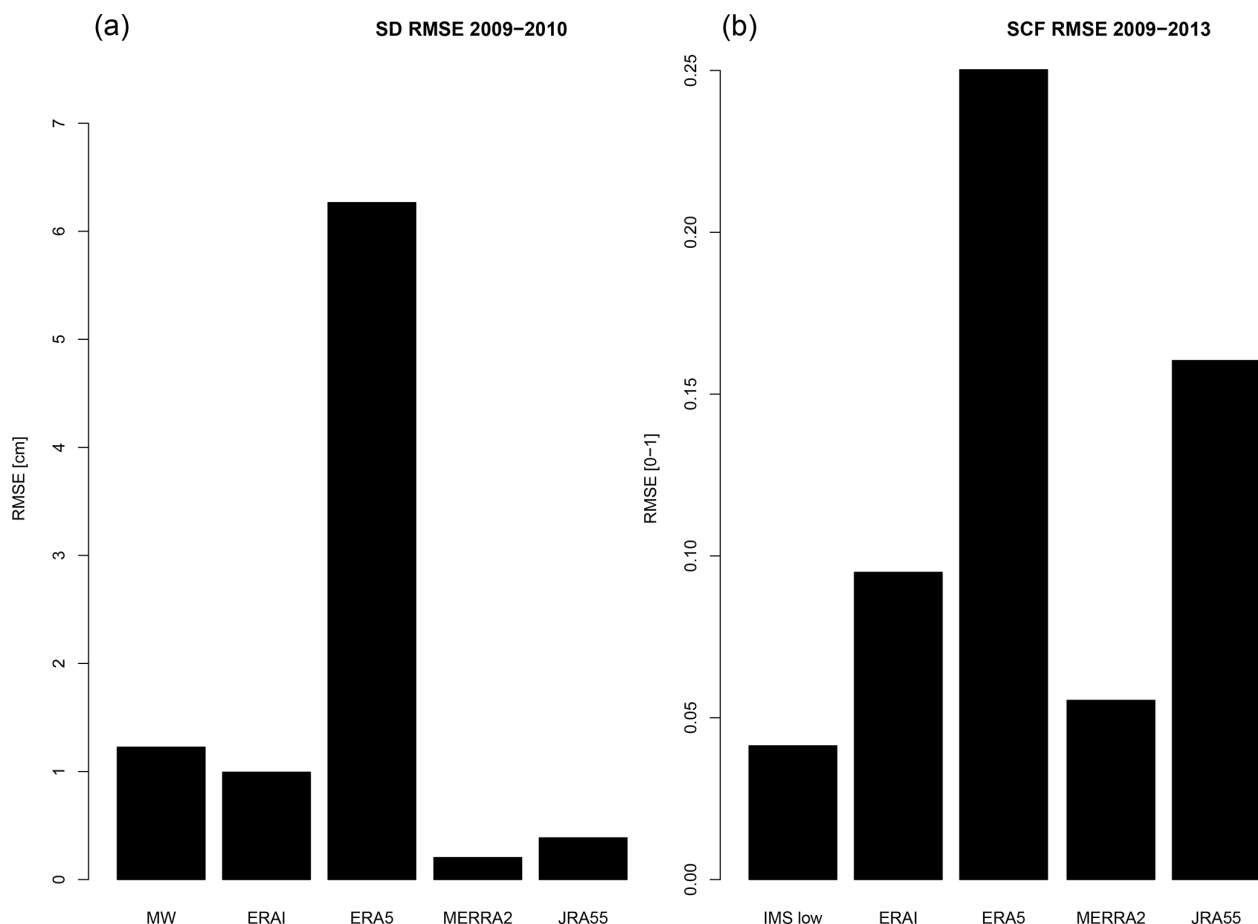 (a)
SD RMSE 2009−2010
RMSE [cm]
7
6
5
4
3
2
1
0
MW ERAI ERA5 MERRA2 JRA55
(b)
SCF RMSE 2009−2013
RMSE [0−1]
0.25
0.20
0.15
0.10
0.05
0.00
IMS low ERAI ERA5 MERRA2 JRA55